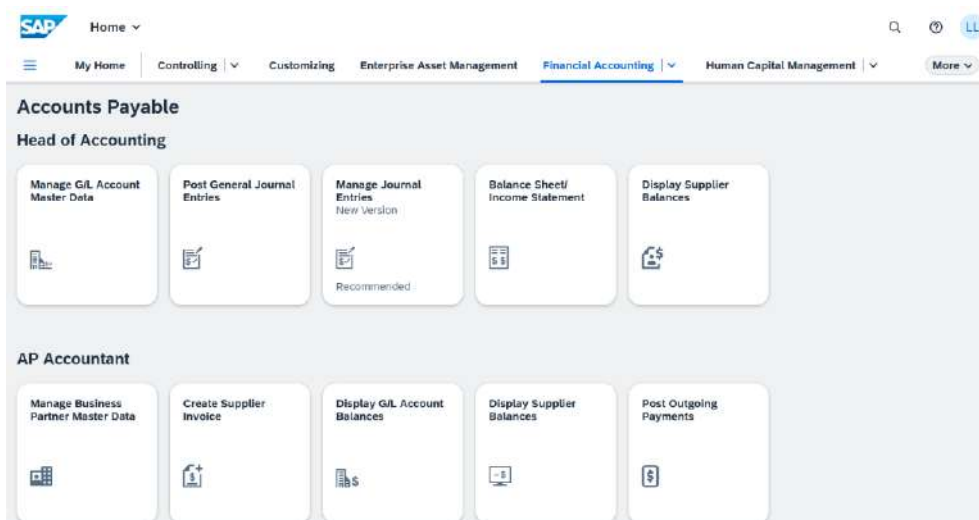 SAP Home
LL
My Home Controlling Customizing Enterprise Asset Management Financial Accounting Human Capital Management More
Accounts Payable
Head of Accounting
Manage G/L Account
Master Data
Post General Journal
Entries
Manage Journal
Entries
New Version
Recommended
Balance Sheet/
Income Statement
Display Supplier
Balances
AP Accountant
Manage Business
Partner Master Data
Create Supplier
Invoice
Display G/L Account
Balances
Display Supplier
Balances
Post Outgoing
Payments